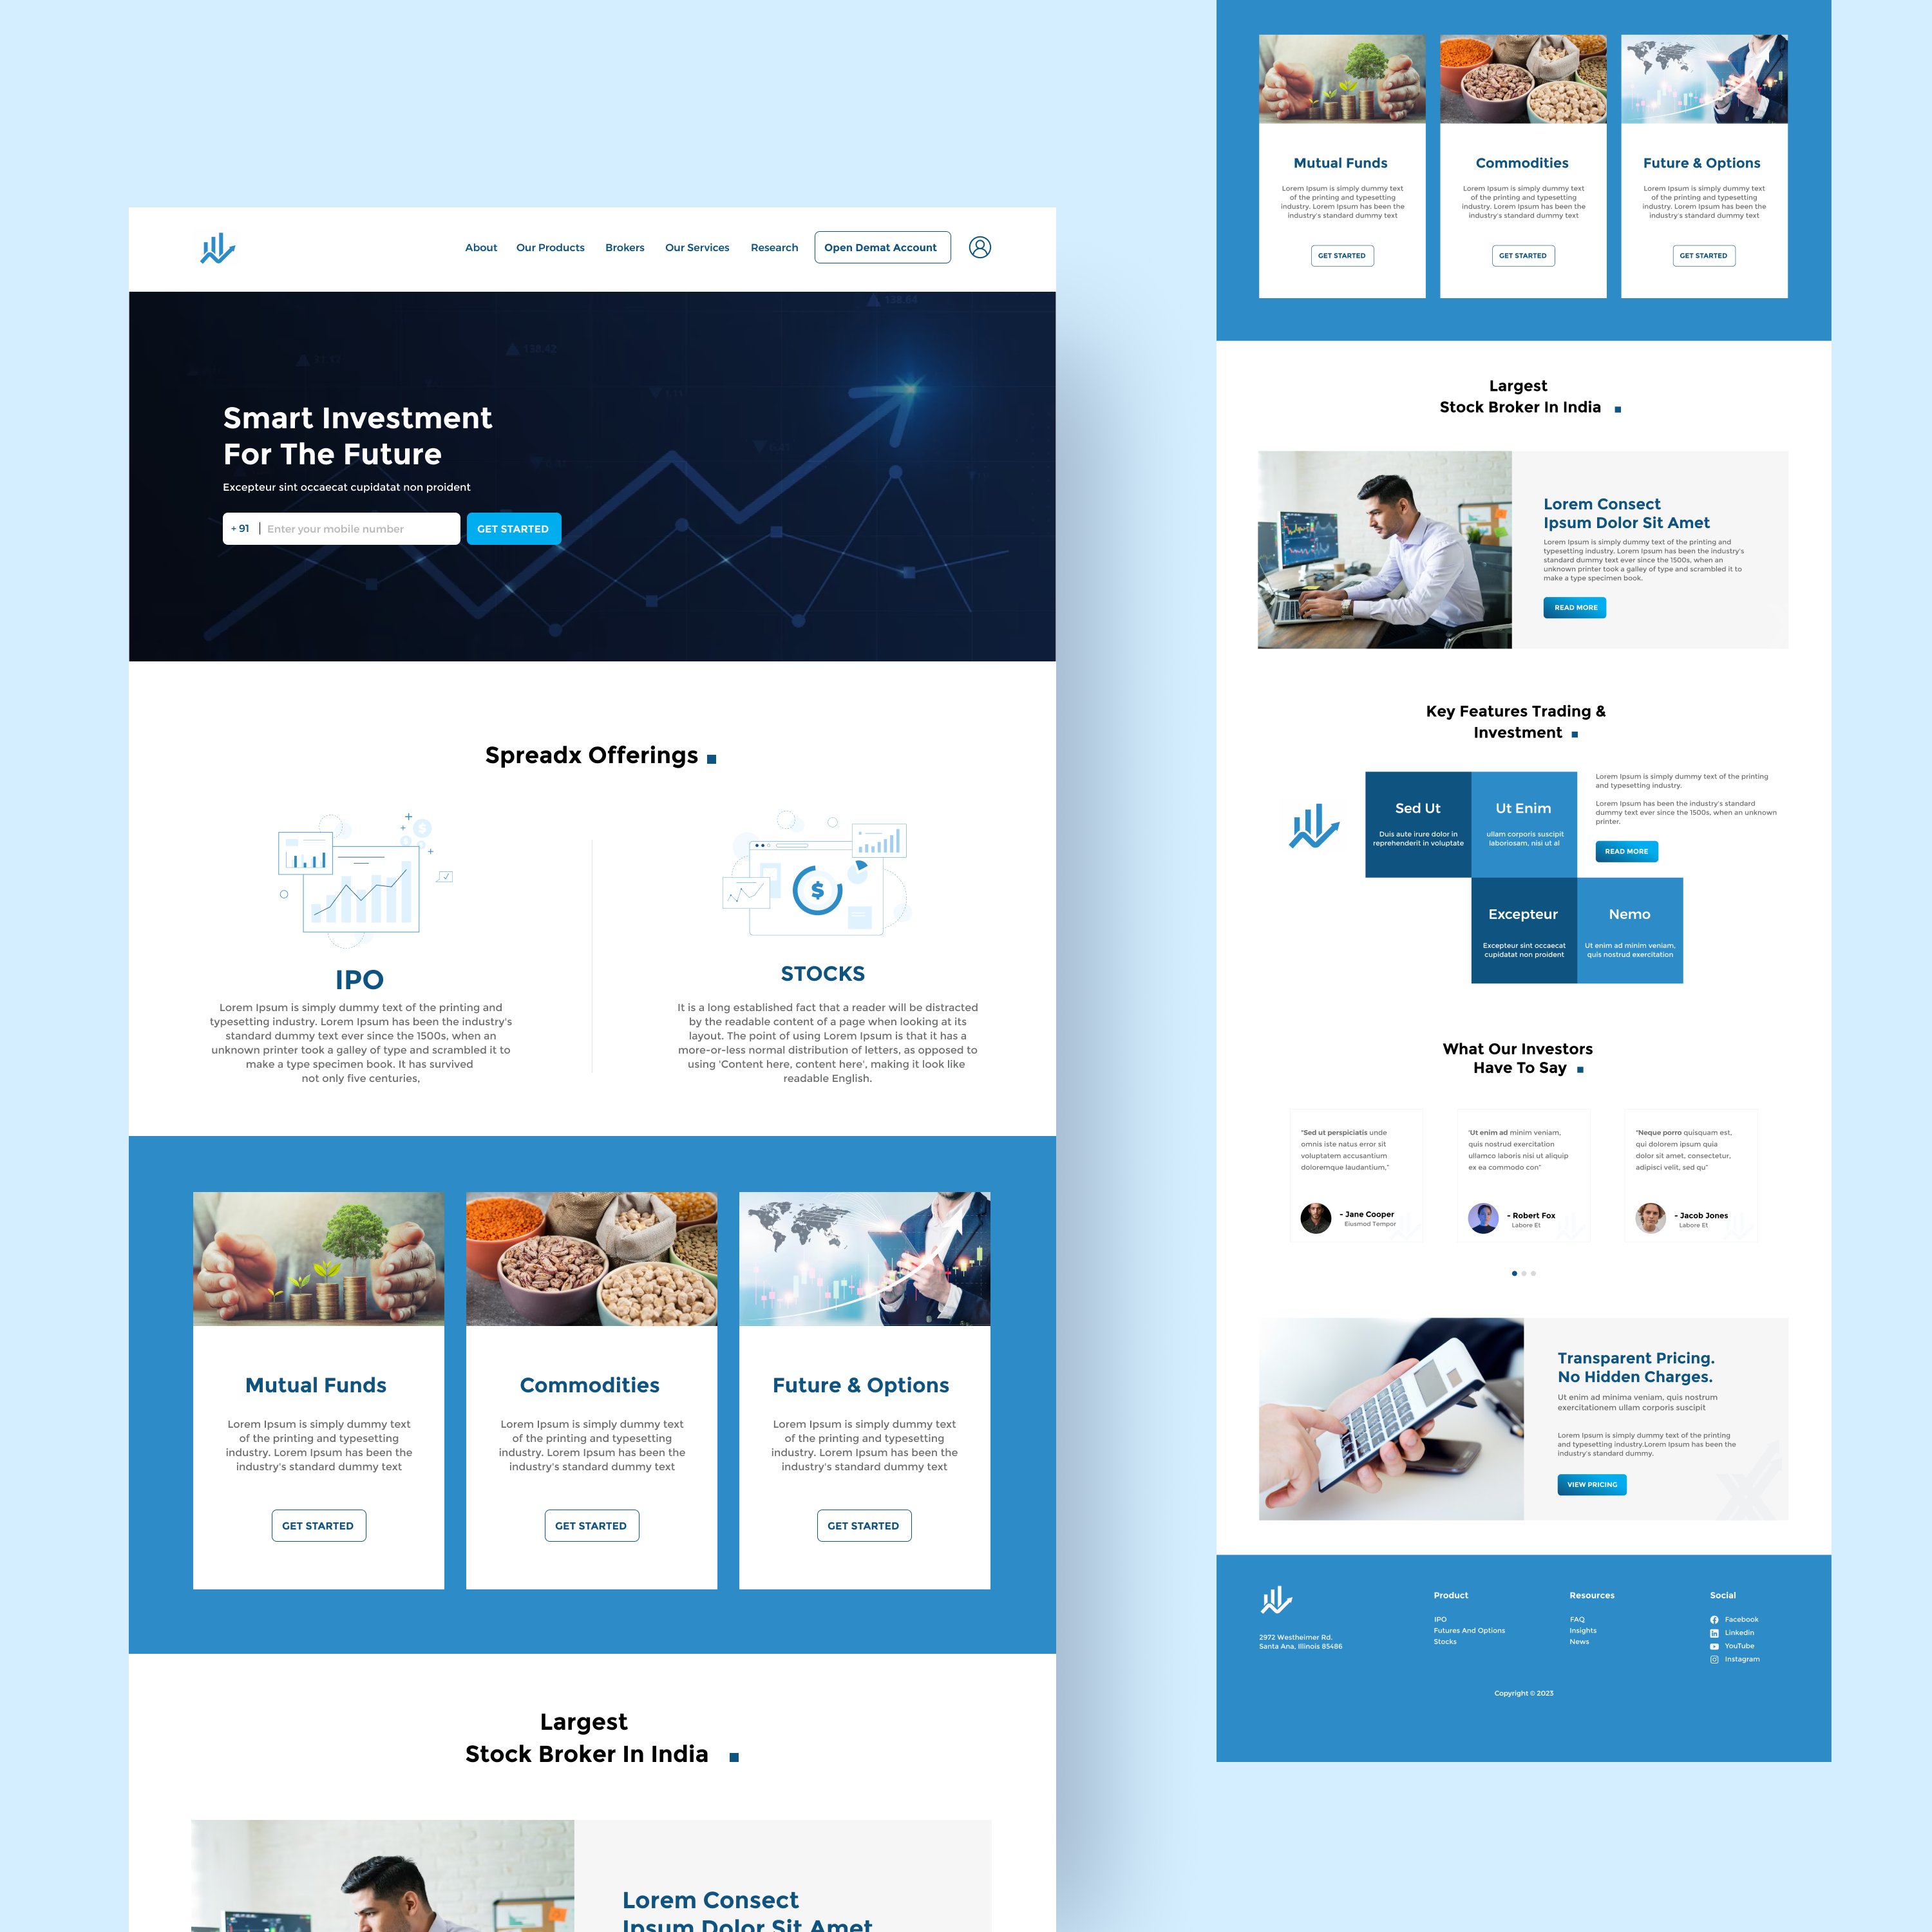 About Our Products Brokers Our Services Research Open Demat Account
138.64
138.42
Smart Investment
For The Future
Excepteur sint occaecat cupidatat non proident
+ 91 | Enter your mobile number GET STARTED
Spreadx Offerings
IPO
Lorem Ipsum is simply dummy text of the printing and
typesetting industry. Lorem Ipsum has been the industry's
standard dummy text ever since the 1500s, when an
unknown printer took a galley of type and scrambled it to
make a type specimen book. It has survived
not only five centuries,
STOCKS
It is a long established fact that a reader will be distracted
by the readable content of a page when looking at its
layout. The point of using Lorem Ipsum is that it has a
more-or-less normal distribution of letters, as opposed to
using 'Content here, content here', making it look like
readable English.
Mutual Funds
Lorem Ipsum is simply dummy text
of the printing and typesetting
industry. Lorem Ipsum has been the
industry's standard dummy text
GET STARTED
Commodities
Lorem Ipsum is simply dummy text
of the printing and typesetting
industry. Lorem Ipsum has been the
industry's standard dummy text
GET STARTED
Future & Options
Lorem Ipsum is simply dummy text
of the printing and typesetting
industry. Lorem Ipsum has been the
industry's standard dummy text
GET STARTED
Largest
Stock Broker In India
Lorem Consect
Ipsum Dolor Sit Amet
Mutual Funds
Lorem Ipsum is simply dummy text
of the printing and typesetting
industry. Lorem Ipsum has been the
industry's standard dummy text
GET STARTED
Commodities
Lorem Ipsum is simply dummy text
of the printing and typesetting
industry. Lorem Ipsum has been the
industry's standard dummy text
GET STARTED
Future & Options
Lorem Ipsum is simply dummy text
of the printing and typesetting
industry. Lorem Ipsum has been the
industry's standard dummy text
GET STARTED
Largest
Stock Broker In India
Lorem Consect
Ipsum Dolor Sit Amet
Lorem Ipsum is simply dummy text of the printing and
typesetting industry. Lorem Ipsum has been the industry's
standard dummy text ever since the 1500s, when an
unknown printer took a galley of type and scrambled it to
make a type specimen book.
READ MORE
Key Features Trading &
Investment
Sed Ut
Duis aute irure dolor in
reprehenderit in voluptate
Ut Enim
ullam corporis suscipit
laboriosam, nisi ut al
Lorem Ipsum is simply dummy text of the printing
and typesetting industry.
Lorem Ipsum has been the industry's standard
dummy text ever since the 1500s, when an unknown
printer.
READ MORE
Excepteur
Excepteur sint occaecat
cupidatat non proident
Nemo
Ut enim ad minim veniam,
quis nostrud exercitation
What Our Investors
Have To Say
"Sed ut perspiciatis unde
omnis iste natus error sit
voluptatem accusantium
doloremque laudantium,"
- Jane Cooper
Eiusmod Tempor
'Ut enim ad minim veniam,
quis nostrud exercitation
ullamco laboris nisi ut aliquip
ex ea commodo con"
- Robert Fox
Labore Et
"Neque porro quisquam est,
qui dolorem ipsum quia
dolor sit amet, consectetur,
adipisci velit, sed qu"
- Jacob Jones
Labore Et
Transparent Pricing.
No Hidden Charges.
Ut enim ad minima veniam, quis nostrum
exercitationem ullam corporis suscipit
Lorem Ipsum is simply dummy text of the printing
and typesetting industry.Lorem Ipsum has been the
industry's standard dummy.
VIEW PRICING
2972 Westheimer Rd.
Santa Ana, Illinois 85486
Product
IPO
Futures And Options
Stocks
Resources
FAQ
Insights
News
Social
Facebook
Linkedin
YouTube
Instagram
Copyright © 2023